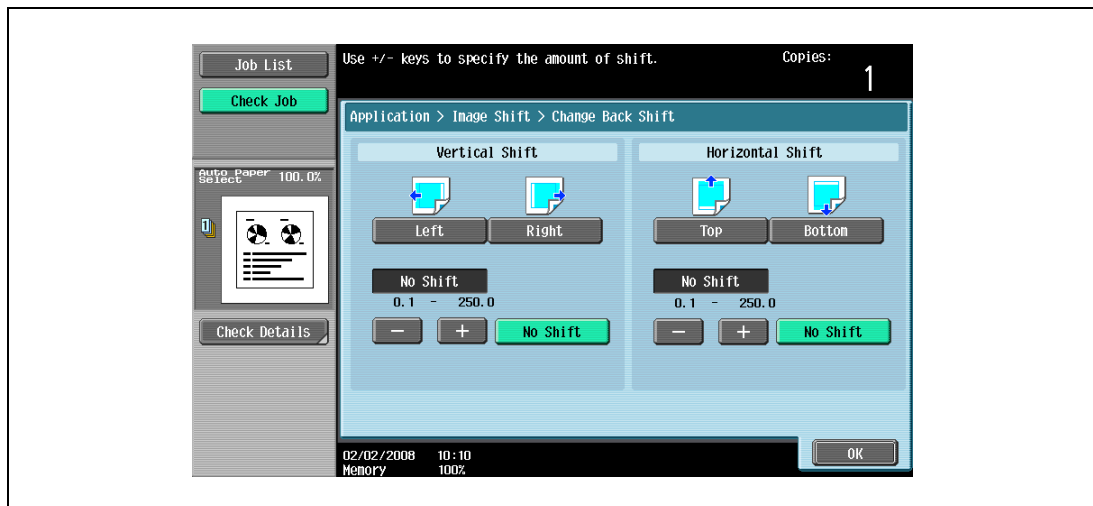 Job List
Check Job
Use +/- keys to specify the amount of shift.
Copies:
1
Application > Image Shift > Change Back Shift
Auto Paper Select 100.0%
1
Check Details
Vertical Shift
Left
Right
No Shift
0.1 - 250.0
− + No Shift
Horizontal Shift
Top
Bottom
No Shift
0.1 - 250.0
− + No Shift
02/02/2008 10:10
Memory 100%
OK